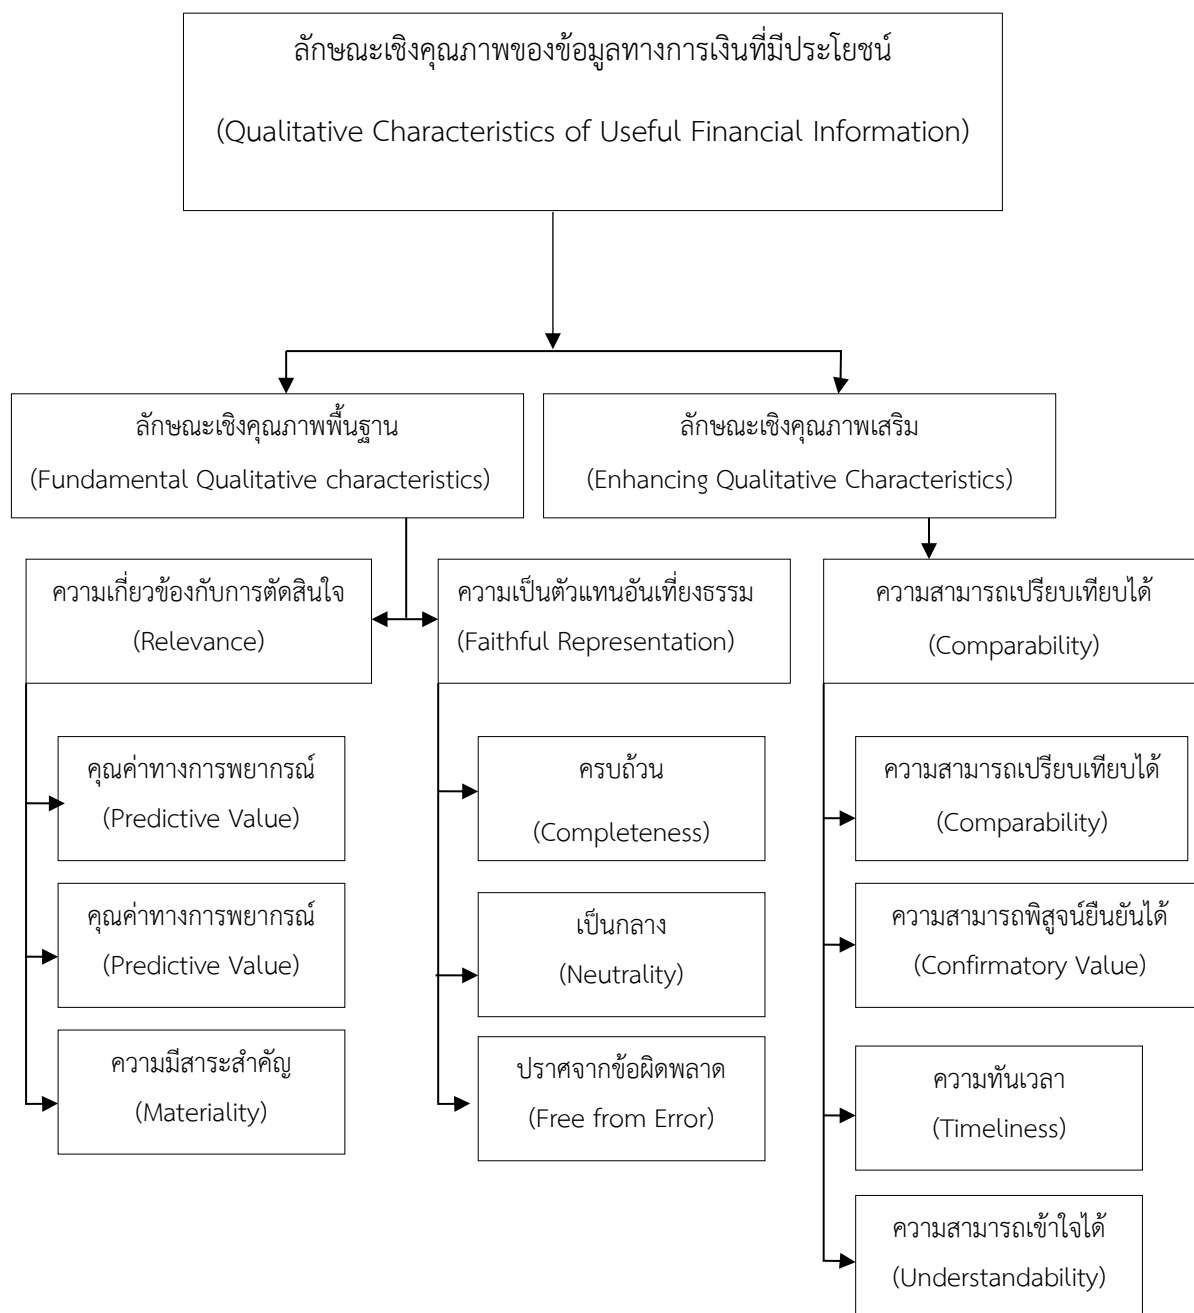 ลักษณะเชิงคุณภาพของข้อมูลทางการเงินที่มีประโยชน์
(Qualitative Characteristics of Useful Financial Information)
ลักษณะเชิงคุณภาพพื้นฐาน
(Fundamental Qualitative characteristics)
ลักษณะเชิงคุณภาพเสริม
(Enhancing Qualitative Characteristics)
ความเกี่ยวข้องกับการตัดสินใจ
(Relevance)
ความเป็นตัวแทนอันเที่ยงธรรม
(Faithful Representation)
ความสามารถเปรียบเทียบได้
(Comparability)
คุณค่าทางการพยากรณ์
(Predictive Value)
ครบถ้วน
(Completeness)
ความสามารถเปรียบเทียบได้
(Comparability)
คุณค่าทางการพยากรณ์
(Predictive Value)
เป็นกลาง
(Neutrality)
ความสามารถพิสูจน์ยืนยันได้
(Confirmatory Value)
ความมีสาระสำคัญ
(Materiality)
ปราศจากข้อผิดพลาด
(Free from Error)
ความทันเวลา
(Timeliness)
ความสามารถเข้าใจได้
(Understandability)